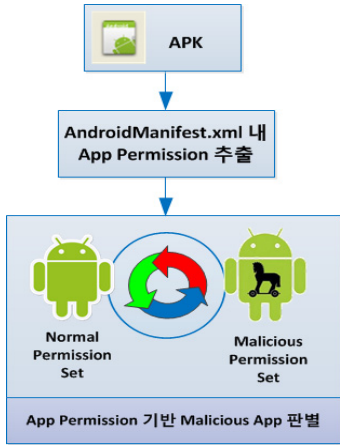 APK
AndroidManifest.xml 내
App Permission 추출
Normal
Permission
Set
Malicious
Permission
Set
App Permission 기반 Malicious App 판별